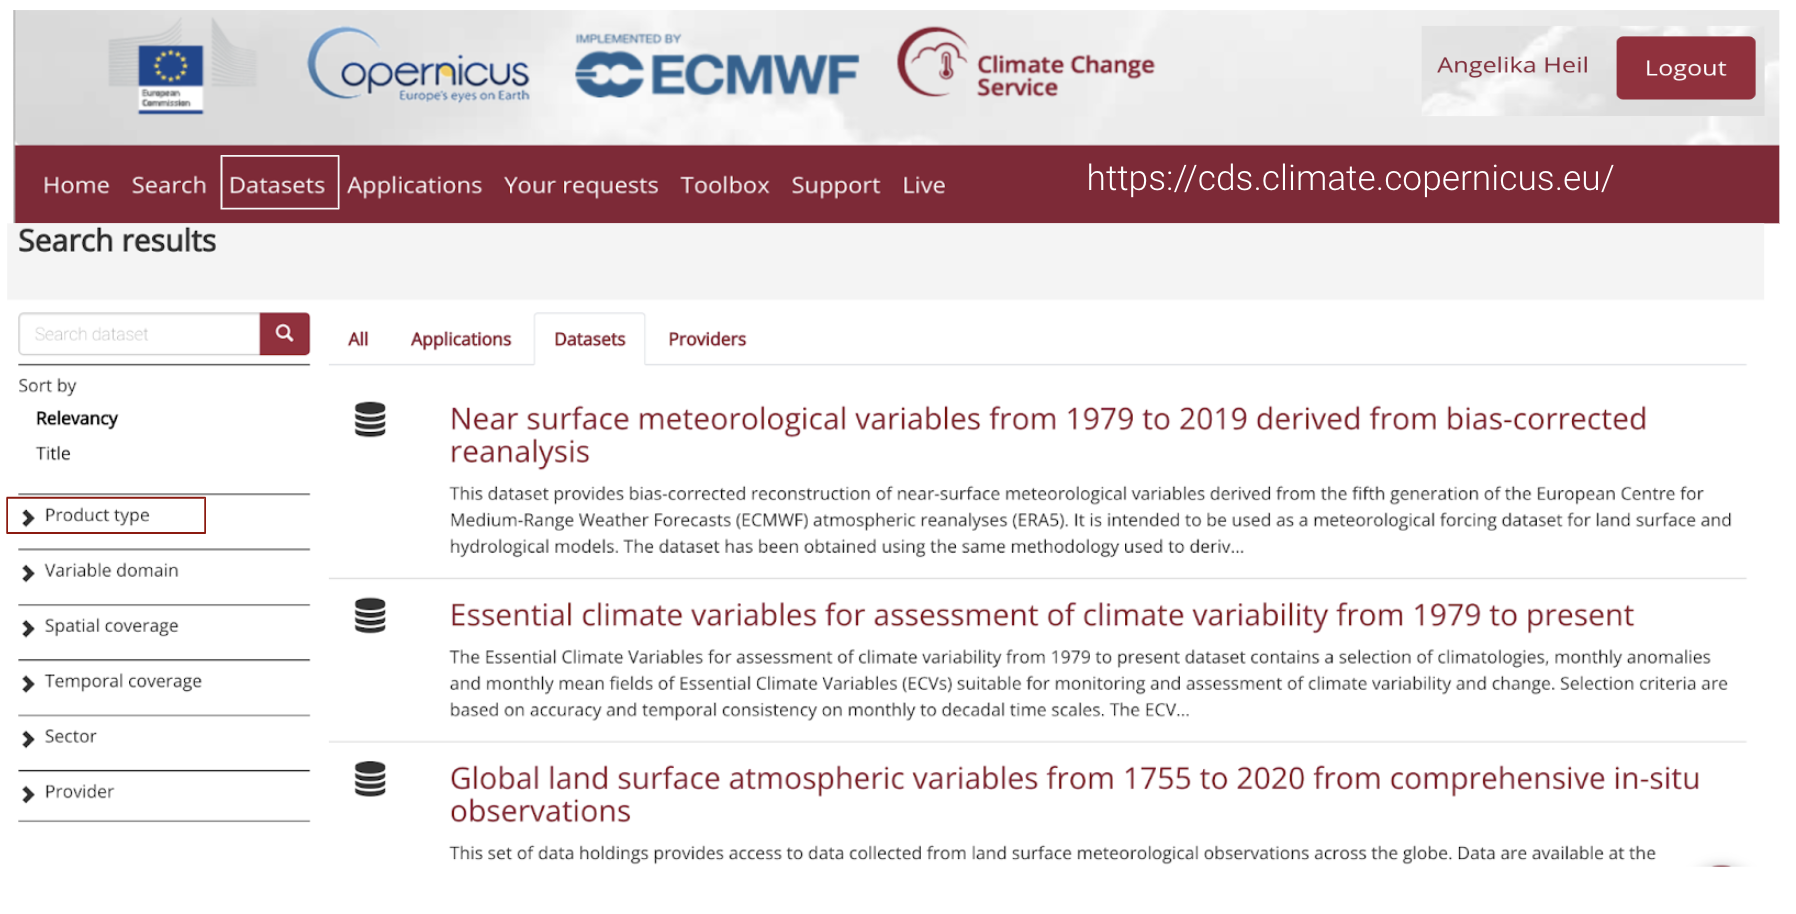 European
Commission
opernicus
Europe's eyes on Earth
IMPLEMENTED BY
ECMWF
Climate Change
Service
Angelika Heil
Logout
Home Search Datasets Applications Your requests Toolbox Support Live
https://cds.climate.copernicus.eu/
Search results
Search dataset
Sort by
Relevancy
Title
Product type
Variable domain
Spatial coverage
Temporal coverage
Sector
Provider
All Applications Datasets Providers
Near surface meteorological variables from 1979 to 2019 derived from bias-corrected
reanalysis
This dataset provides bias-corrected reconstruction of near-surface meteorological variables derived from the fifth generation of the European Centre for
Medium-Range Weather Forecasts (ECMWF) atmospheric reanalyses (ERA5). It is intended to be used as a meteorological forcing dataset for land surface and
hydrological models. The dataset has been obtained using the same methodology used to deriv...
Essential climate variables for assessment of climate variability from 1979 to present
The Essential Climate Variables for assessment of climate variability from 1979 to present dataset contains a selection of climatologies, monthly anomalies
and monthly mean fields of Essential Climate Variables (ECVs) suitable for monitoring and assessment of climate variability and change. Selection criteria are
based on accuracy and temporal consistency on monthly to decadal time scales. The ECV...
Global land surface atmospheric variables from 1755 to 2020 from comprehensive in-situ
observations
This set of data holdings provides access to data collected from land surface meteorological observations across the globe. Data are available at the